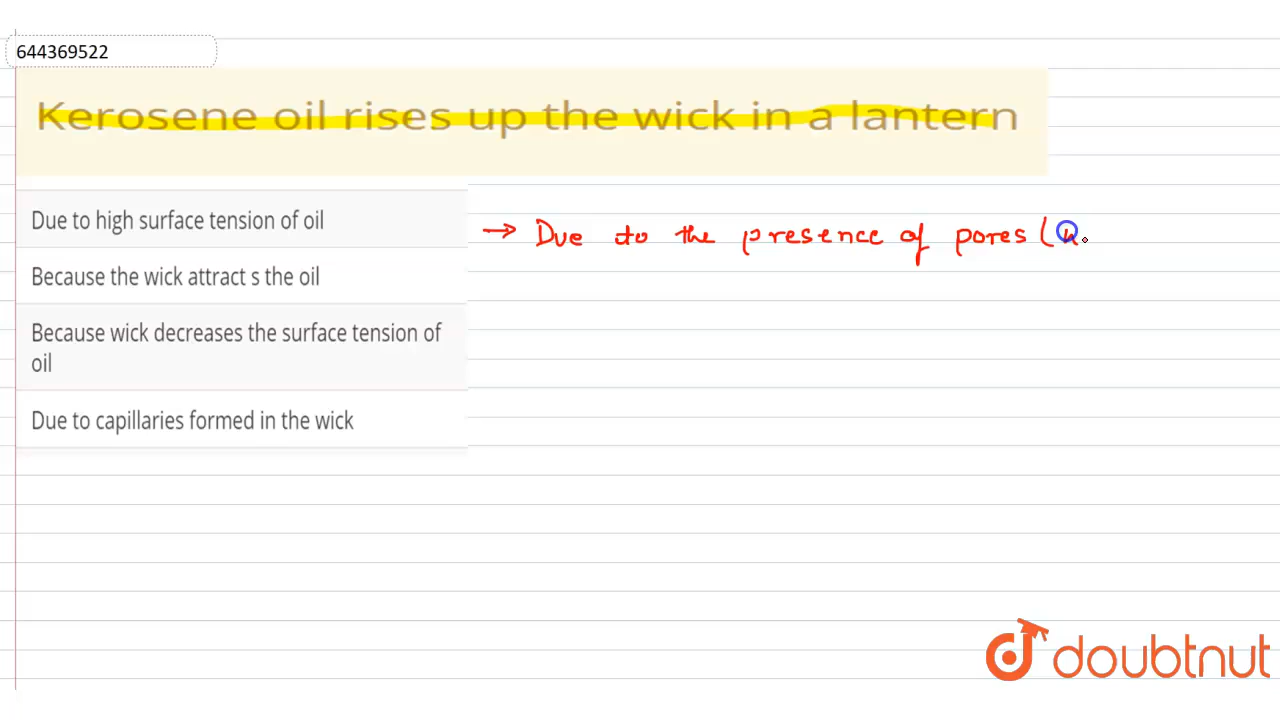 644369522
Kerosene oil rises up the wick in a lantern
Due to high surface tension of oil
→ Due to the presence of pores (
Because the wick attract s the oil
Because wick decreases the surface tension of
oil
Due to capillaries formed in the wick
doubtnut